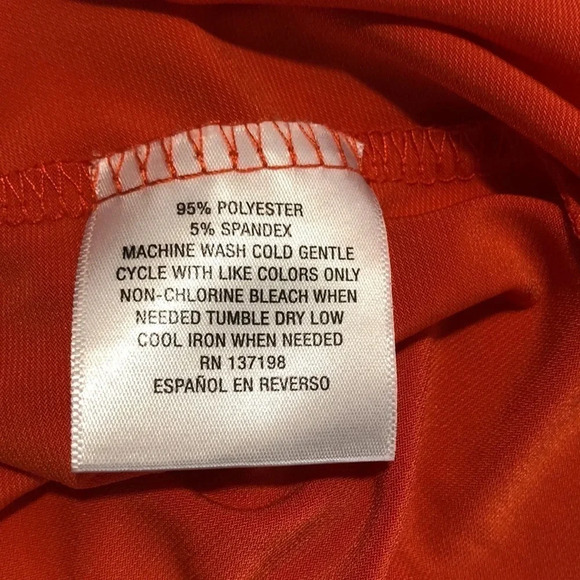 95% POLYESTER
5% SPANDEX
MACHINE WASH COLD GENTLE
CYCLE WITH LIKE COLORS ONLY
NON-CHLORINE BLEACH WHEN
NEEDED TUMBLE DRY LOW
COOL IRON WHEN NEEDED
RN 137198
ESPAÑOL EN REVERSO